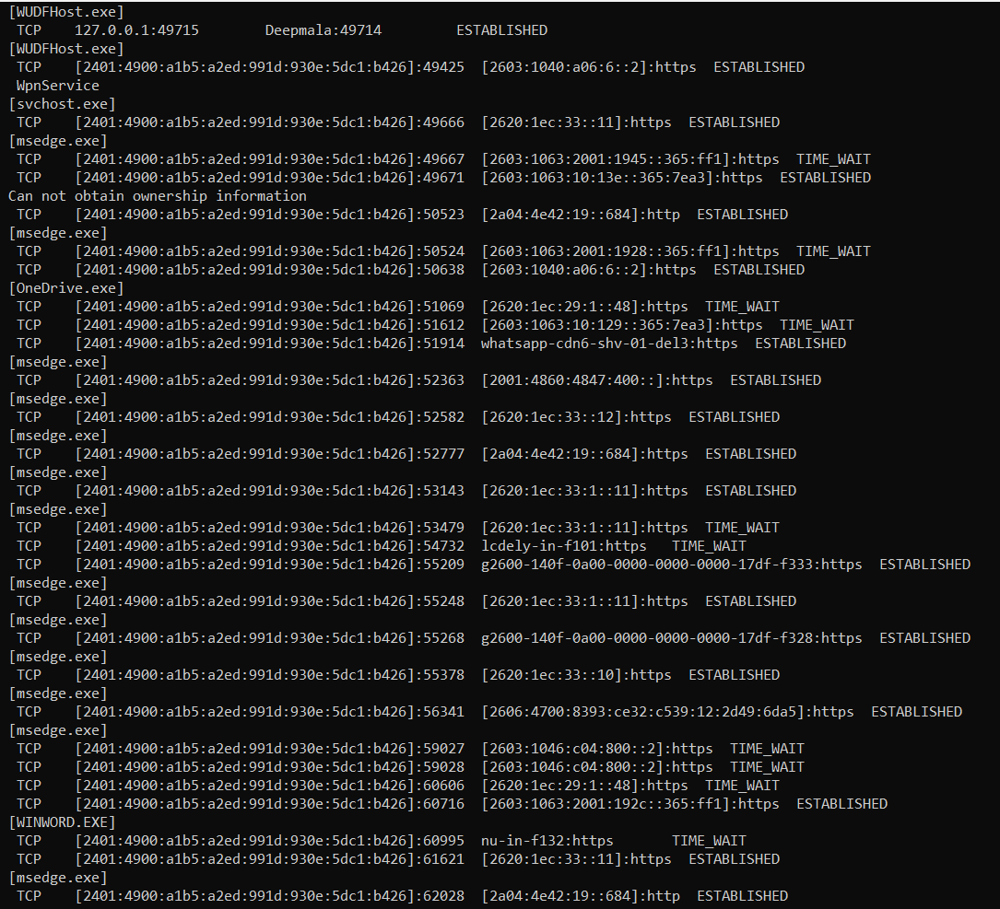 [WUDFHost.exe]
TCP    127.0.0.1:49715        Deepmala:49714         ESTABLISHED
[WUDFHost.exe]
TCP    [2401:4900:a1b5:a2ed:991d:930e:5dc1:b426]:49425  [2603:1040:a06:6::2]:https  ESTABLISHED
WpnService
[svchost.exe]
TCP    [2401:4900:a1b5:a2ed:991d:930e:5dc1:b426]:49666  [2620:1ec:33::11]:https  ESTABLISHED
[msedge.exe]
TCP    [2401:4900:a1b5:a2ed:991d:930e:5dc1:b426]:49667  [2603:1063:2001:1945::365:ff1]:https  TIME_WAIT
TCP    [2401:4900:a1b5:a2ed:991d:930e:5dc1:b426]:49671  [2603:1063:10:13e::365:7ea3]:https  ESTABLISHED
Can not obtain ownership information
TCP    [2401:4900:a1b5:a2ed:991d:930e:5dc1:b426]:50523  [2a04:4e42:19::684]:http  ESTABLISHED
[msedge.exe]
TCP    [2401:4900:a1b5:a2ed:991d:930e:5dc1:b426]:50524  [2603:1063:2001:1928::365:ff1]:https  TIME_WAIT
TCP    [2401:4900:a1b5:a2ed:991d:930e:5dc1:b426]:50638  [2603:1040:a06:6::2]:https  ESTABLISHED
[OneDrive.exe]
TCP    [2401:4900:a1b5:a2ed:991d:930e:5dc1:b426]:51069  [2620:1ec:29:1::48]:https  TIME_WAIT
TCP    [2401:4900:a1b5:a2ed:991d:930e:5dc1:b426]:51612  [2603:1063:10:129::365:7ea3]:https  TIME_WAIT
TCP    [2401:4900:a1b5:a2ed:991d:930e:5dc1:b426]:51914  whatsapp-cdn6-shv-01-del3:https  ESTABLISHED
[msedge.exe]
TCP    [2401:4900:a1b5:a2ed:991d:930e:5dc1:b426]:52363  [2001:4860:4847:400::]:https  ESTABLISHED
[msedge.exe]
TCP    [2401:4900:a1b5:a2ed:991d:930e:5dc1:b426]:52582  [2620:1ec:33::12]:https  ESTABLISHED
[msedge.exe]
TCP    [2401:4900:a1b5:a2ed:991d:930e:5dc1:b426]:52777  [2a04:4e42:19::684]:https  ESTABLISHED
[msedge.exe]
TCP    [2401:4900:a1b5:a2ed:991d:930e:5dc1:b426]:53143  [2620:1ec:33:1::11]:https  ESTABLISHED
[msedge.exe]
TCP    [2401:4900:a1b5:a2ed:991d:930e:5dc1:b426]:53479  [2620:1ec:33:1::11]:https  TIME_WAIT
TCP    [2401:4900:a1b5:a2ed:991d:930e:5dc1:b426]:54732  lcdely-in-f101:https   TIME_WAIT
TCP    [2401:4900:a1b5:a2ed:991d:930e:5dc1:b426]:55209  g2600-140f-0a00-0000-0000-0000-17df-f333:https  ESTABLISHED
[msedge.exe]
TCP    [2401:4900:a1b5:a2ed:991d:930e:5dc1:b426]:55248  [2620:1ec:33:1::11]:https  ESTABLISHED
[msedge.exe]
TCP    [2401:4900:a1b5:a2ed:991d:930e:5dc1:b426]:55268  g2600-140f-0a00-0000-0000-0000-17df-f328:https  ESTABLISHED
[msedge.exe]
TCP    [2401:4900:a1b5:a2ed:991d:930e:5dc1:b426]:55378  [2620:1ec:33::10]:https  ESTABLISHED
[msedge.exe]
TCP    [2401:4900:a1b5:a2ed:991d:930e:5dc1:b426]:56341  [2606:4700:8393:ce32:c539:12:2d49:6da5]:https  ESTABLISHED
[msedge.exe]
TCP    [2401:4900:a1b5:a2ed:991d:930e:5dc1:b426]:59027  [2603:1046:c04:800::2]:https  TIME_WAIT
TCP    [2401:4900:a1b5:a2ed:991d:930e:5dc1:b426]:59028  [2603:1046:c04:800::2]:https  TIME_WAIT
TCP    [2401:4900:a1b5:a2ed:991d:930e:5dc1:b426]:60606  [2620:1ec:29:1::48]:https  TIME_WAIT
TCP    [2401:4900:a1b5:a2ed:991d:930e:5dc1:b426]:60716  [2603:1063:2001:192c::365:ff1]:https  ESTABLISHED
[WINWORD.EXE]
TCP    [2401:4900:a1b5:a2ed:991d:930e:5dc1:b426]:60995  nu-in-f132:https       TIME_WAIT
TCP    [2401:4900:a1b5:a2ed:991d:930e:5dc1:b426]:61621  [2620:1ec:33::11]:https  ESTABLISHED
[msedge.exe]
TCP    [2401:4900:a1b5:a2ed:991d:930e:5dc1:b426]:62028  [2a04:4e42:19::684]:http  ESTABLISHED